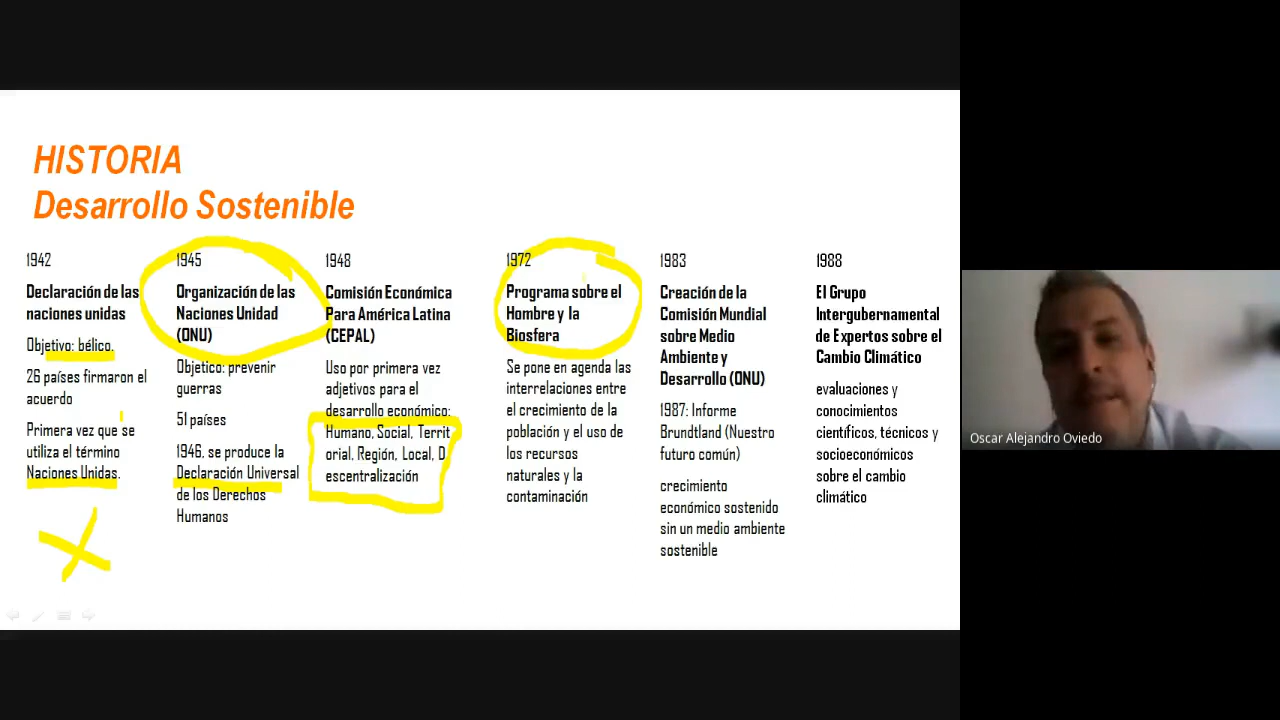 HISTORIA
Desarrollo Sostenible
1942
Declaración de las
naciones unidas
Objetivo: bélico.
26 países firmaron el
acuerdo
Primera vez que se
utiliza el término
Naciones Unidas.
1945
Organización de las
Naciones Unidad
(ONU)
Objetico: prevenir
guerras
51 países
1946. se produce la
Declaración Universal
de los Derechos
Humanos
1948
Comisión Económica
Para América Latina
(CEPAL)
Uso por primera vez
adjetivos para el
desarrollo económico:
Humano, Social, Territ
orial, Región, Local, D
escentralización
1972
Programa sobre el
Hombre y la
Biosfera
Se pone en agenda las
interrelaciones entre
el crecimiento de la
población y el uso de
los recursos
naturales y la
contaminación
1983
Creación de la
Comisión Mundial
sobre Medio
Ambiente y
Desarrollo (ONU)
1987: Informe
Brundtland (Nuestro
futuro común)
crecimiento
económico sostenido
sin un medio ambiente
sostenible
1988
El Grupo
Intergubernamental
de Expertos sobre el
Cambio Climático
evaluaciones y
conocimientos
científicos, técnicos y
socioeconómicos
sobre el cambio
climático
Oscar Alejandro Oviedo